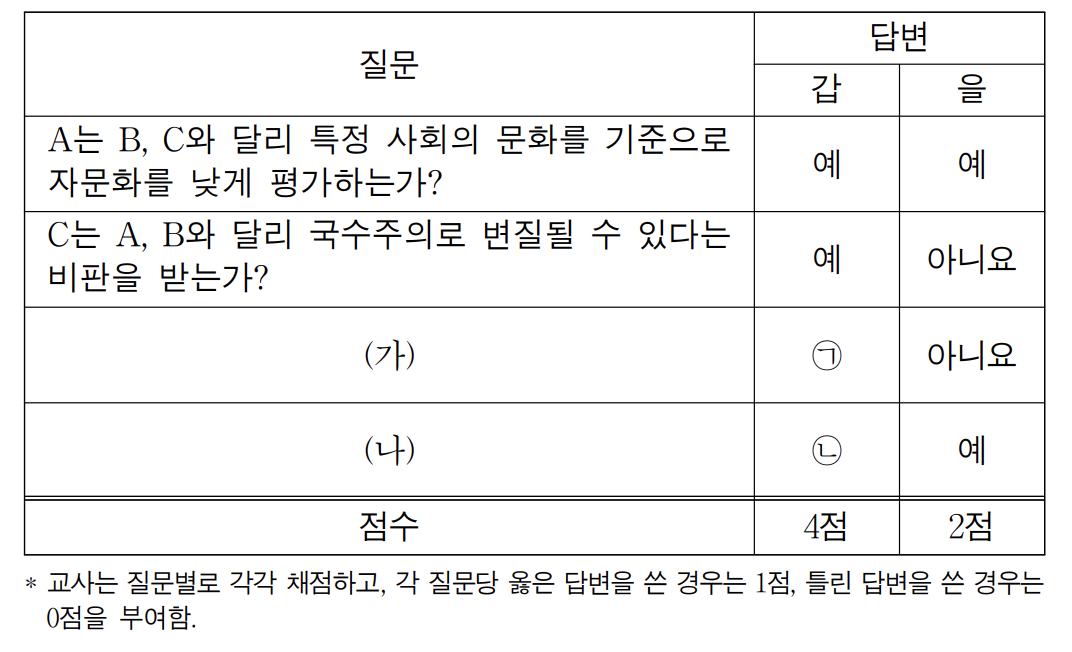 질문
답변
갑
을
A는 B, C와 달리 특정 사회의 문화를 기준으로
자문화를 낮게 평가하는가?
예
예
C는 A, B와 달리 국수주의로 변질될 수 있다는
비판을 받는가?
예
아니요
(가)
㉠
아니요
(나)
㉡
예
점수
4점
2점
* 교사는 질문별로 각각 채점하고, 각 질문당 옳은 답변을 쓴 경우는 1점, 틀린 답변을 쓴 경우는
0점을 부여함.